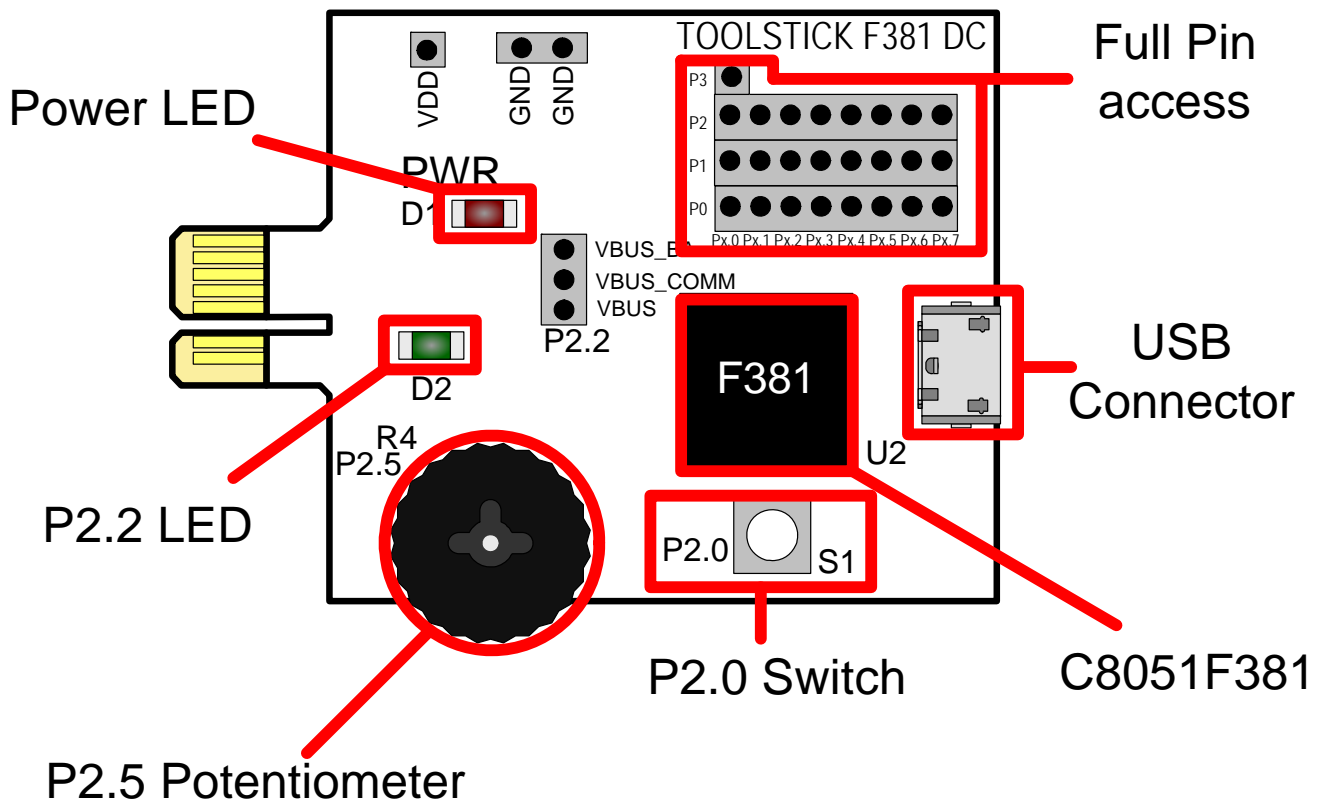 TOOLSTICK F381 DC
Full Pin
access
Power LED
VDD
GND
GND
P3
P2
P1
P0
Px.0 Px.1 Px.2 Px.3 Px.4 Px.5 Px.6 Px.7
PWR
D1
VBUS_COMM
VBUS
P2.2
D2
F381
USB
Connector
R4
P2.5
U2
P2.2 LED
P2.0
S1
P2.0 Switch
C8051F381
P2.5 Potentiometer